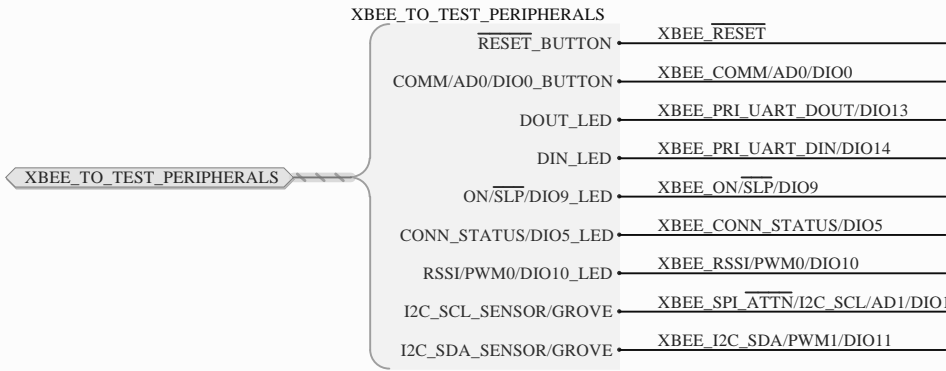 XBEE_TO_TEST_PERIPHERALS
RESET_BUTTON XBEE_RESET
COMM/AD0/DIO0_BUTTON XBEE_COMM/AD0/DIO0
DOUT_LED XBEE_PRI_UART_DOUT/DIO13
DIN_LED XBEE_PRI_UART_DIN/DIO14
XBEE_TO_TEST_PERIPHERALS
ON/SLP/DIO9_LED XBEE_ON/SLP/DIO9
CONN_STATUS/DIO5_LED XBEE_CONN_STATUS/DIO5
RSSI/PWM0/DIO10_LED XBEE_RSSI/PWM0/DIO10
I2C_SCL_SENSOR/GROVE XBEE_SPI_ATTN/I2C_SCL/AD1/DIO1
I2C_SDA_SENSOR/GROVE XBEE_I2C_SDA/PWM1/DIO11